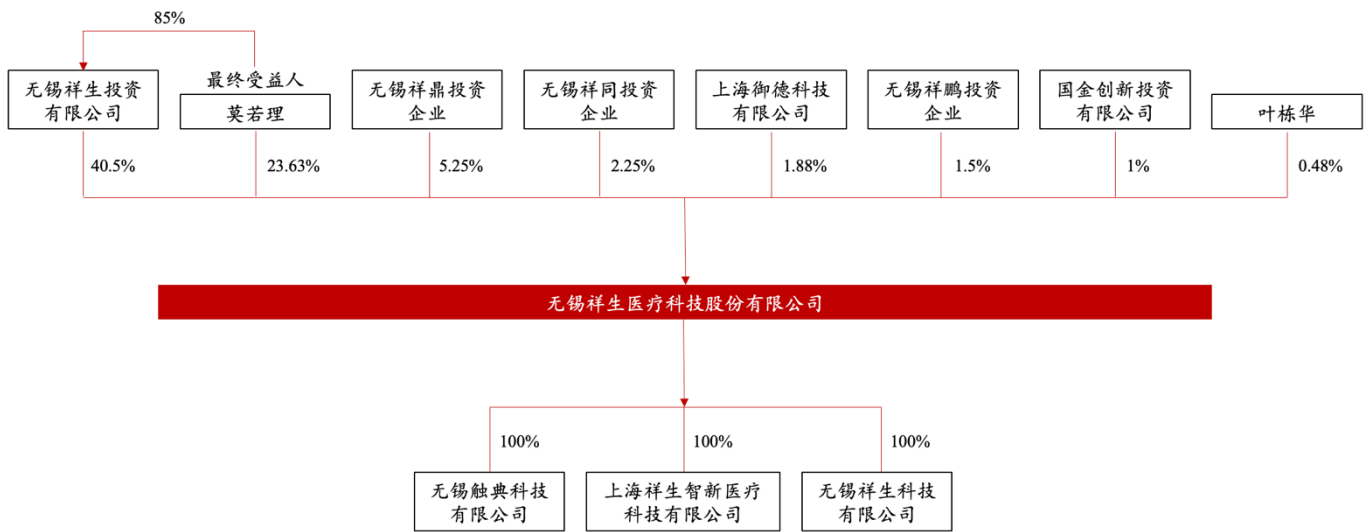 85%
最终受益人
无锡祥生投资
有限公司
莫若理
无锡祥鼎投资
企业
无锡祥同投资
企业
上海御德科技
有限公司
无锡祥鹏投资
企业
国金创新投资
有限公司
叶栋华
40.5%
23.63%
5.25%
2.25%
1.88%
1.5%
1%
0.48%
无锡祥生医疗科技股份有限公司
100%
100%
100%
无锡触典科技
有限公司
上海祥生智新医疗
科技有限公司
无锡祥生科技
有限公司